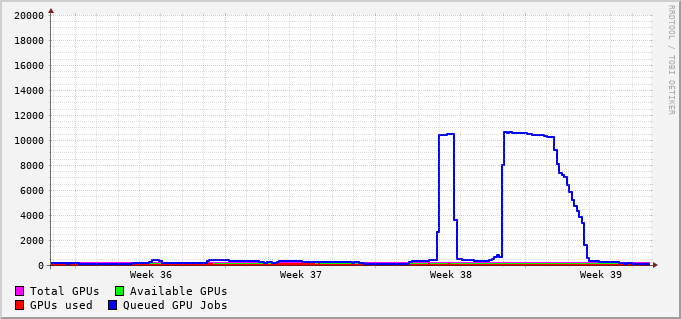 20000
18000
16000
14000
12000
10000
8000
6000
4000
2000
0
Week 36 Week 37 Week 38 Week 39
Total GPUs Available GPUs
GPUs used Queued GPU Jobs
RRDTOOL / TOBI OETIKER